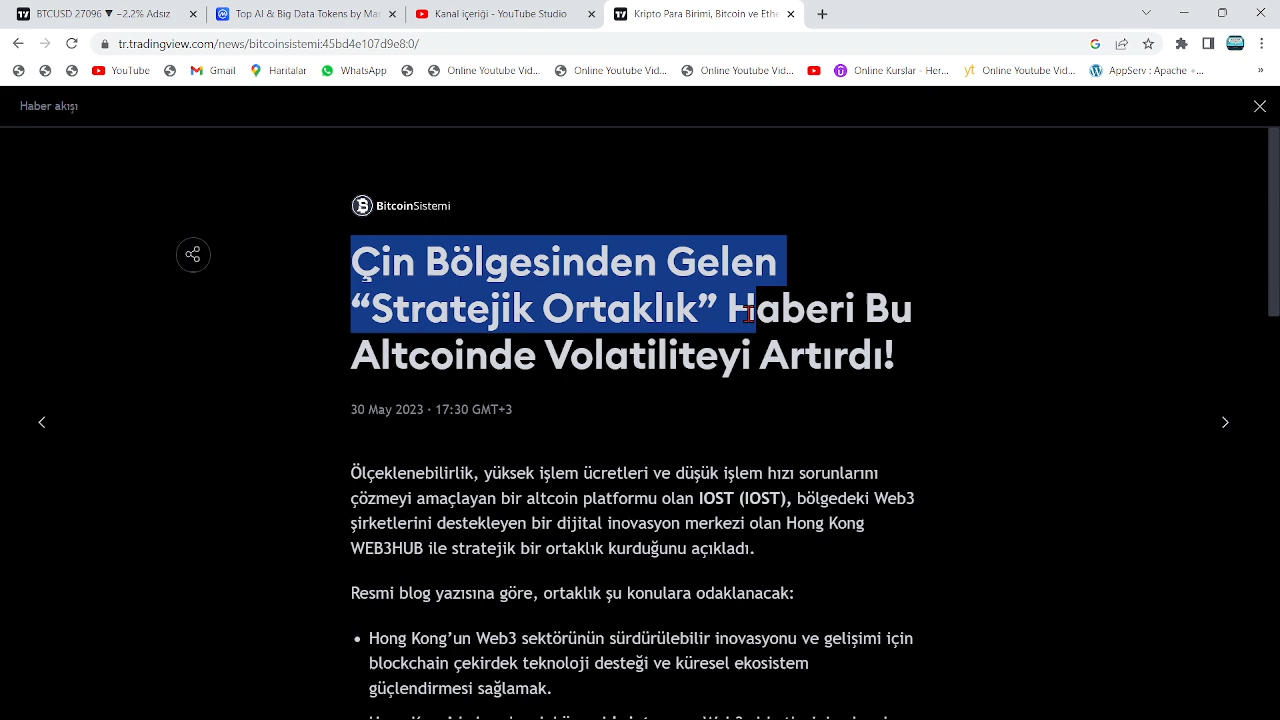 BTCUSD 27096 ▼ −2.2% Adsız
Top AI & Big Data Tokens by Mar
Kanal içeriği - YouTube Studio
Kripto Para Birimi, Bitcoin ve Ethe
tr.tradingview.com/news/bitcoinsistemi:45bd4e107d9a8:0/
YouTube
Gmail
Haritalar
WhatsApp
Online Youtube Vid...
Online Youtube Vid...
Online Youtube Vid...
Online Kurslar - Her...
yt Online Youtube Vid...
AppServ : Apache +...
»
Haber akışı
BitcoinSistemi
Çin Bölgesinden Gelen
“Stratejik Ortaklık” Haberi Bu
Altcoinde Volatiliteyi Artırdı!
30 May 2023 · 17:30 GMT+3
Ölçeklenebilirlik, yüksek işlem ücretleri ve düşük işlem hızı sorunlarını
çözmeyi amaçlayan bir altcoin platformu olan IOST (IOST), bölgedeki Web3
şirketlerini destekleyen bir dijital inovasyon merkezi olan Hong Kong
WEB3HUB ile stratejik bir ortaklık kurduğunu açıkladı.
Resmi blog yazısına göre, ortaklık şu konulara odaklanacak:
• Hong Kong’un Web3 sektörünün sürdürülebilir inovasyonu ve gelişimi için
blockchain çekirdek teknoloji desteği ve küresel ekosistem
güçlendirmesi sağlamak.